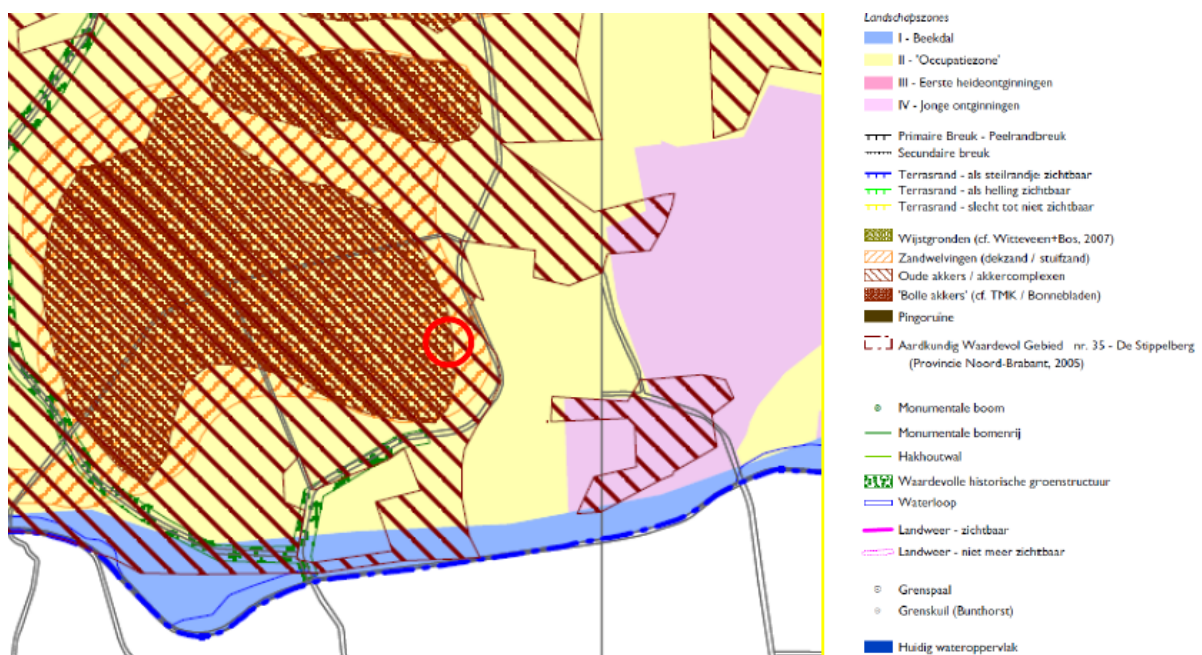 Landschapszones
I - Beekdal
II - 'Occupatiezone'
III - Eerste heideontginningen
IV - Jonge ontginningen
Primaire Breuk - Peelrandbreuk
Secundaire breuk
Terrasrand - als steilrandje zichtbaar
Terrasrand - als helling zichtbaar
Terrasrand - slecht tot niet zichtbaar
Wijstgronden (cf. Witteveen+Bos, 2007)
Zandwelvingen (dekzand / stuifzand)
Oude akkers / akkercomplexen
'Bolle akkers' (cf. TMK / Bonnebladen)
Pingoruïne
Aardkundig Waardevol Gebied nr. 35 - De Stippelberg
(Provincie Noord-Brabant, 2005)
Monumentale boom
Monumentale bomenrij
Hakhoutwal
Waardevolle historische groenstructuur
Waterloop
Landweer - zichtbaar
Landweer - niet meer zichtbaar
Grenspaal
Grenskuil (Bunthorst)
Huidig wateroppervlak